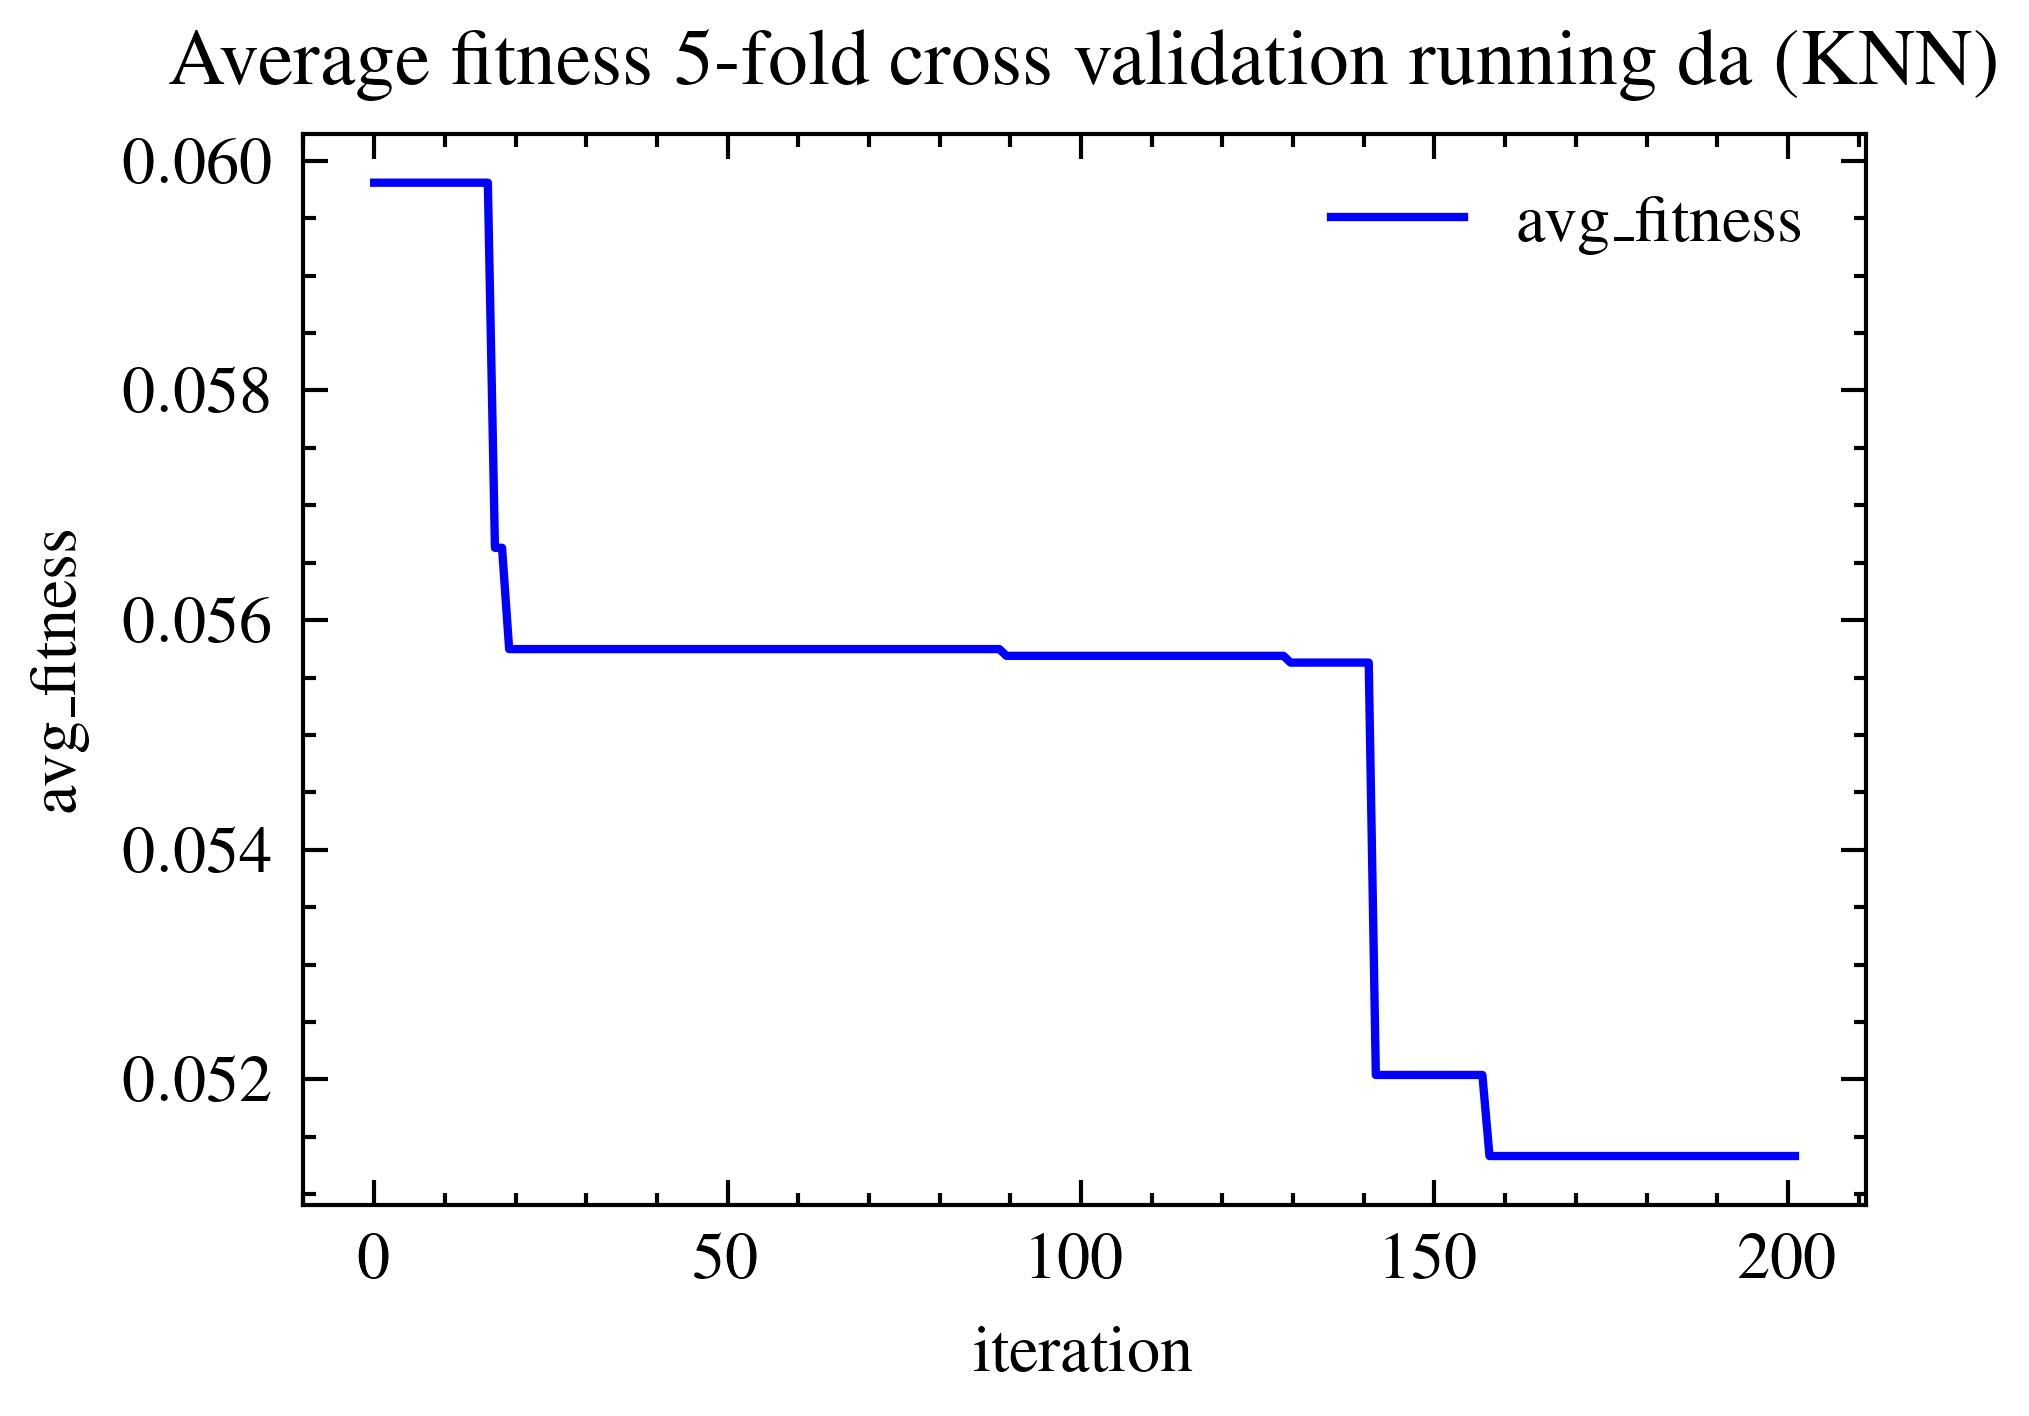 Average fitness 5-fold cross validation running da (KNN)
avg_fitness
0.060
0.058
0.056
0.054
0.052
avg_fitness
0 50 100 150 200
iteration